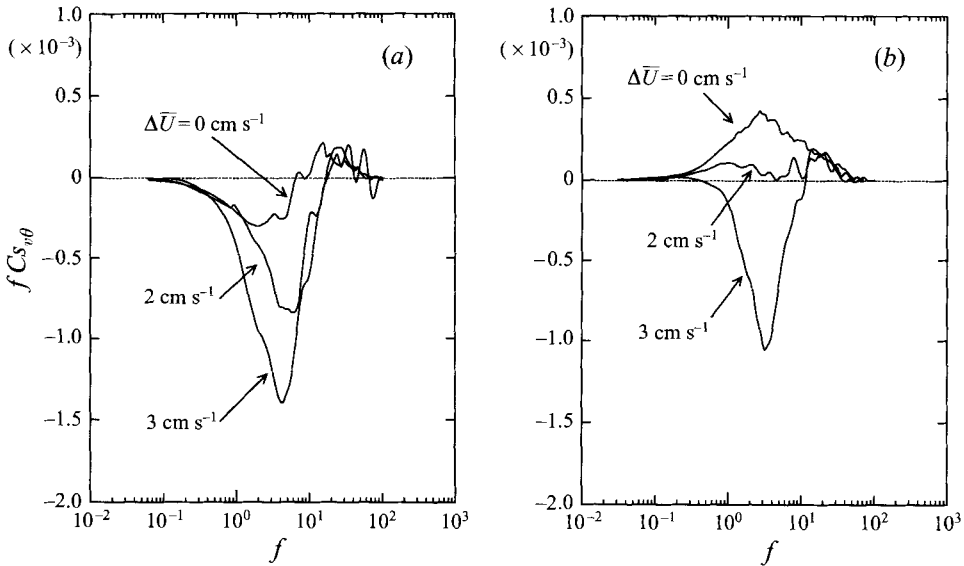 1.0
(× 10⁻³)
0.5
0
−0.5
−1.0
−1.5
−2.0
f Cs_vθ
(a)
ΔU̅ = 0 cm s⁻¹
2 cm s⁻¹
3 cm s⁻¹
10⁻² 10⁻¹ 10⁰ 10¹ 10² 10³
f
1.0
(× 10⁻³)
0.5
0
−0.5
−1.0
−1.5
−2.0
(b)
ΔU̅ = 0 cm s⁻¹
2 cm s⁻¹
3 cm s⁻¹
10⁻² 10⁻¹ 10⁰ 10¹ 10² 10³
f